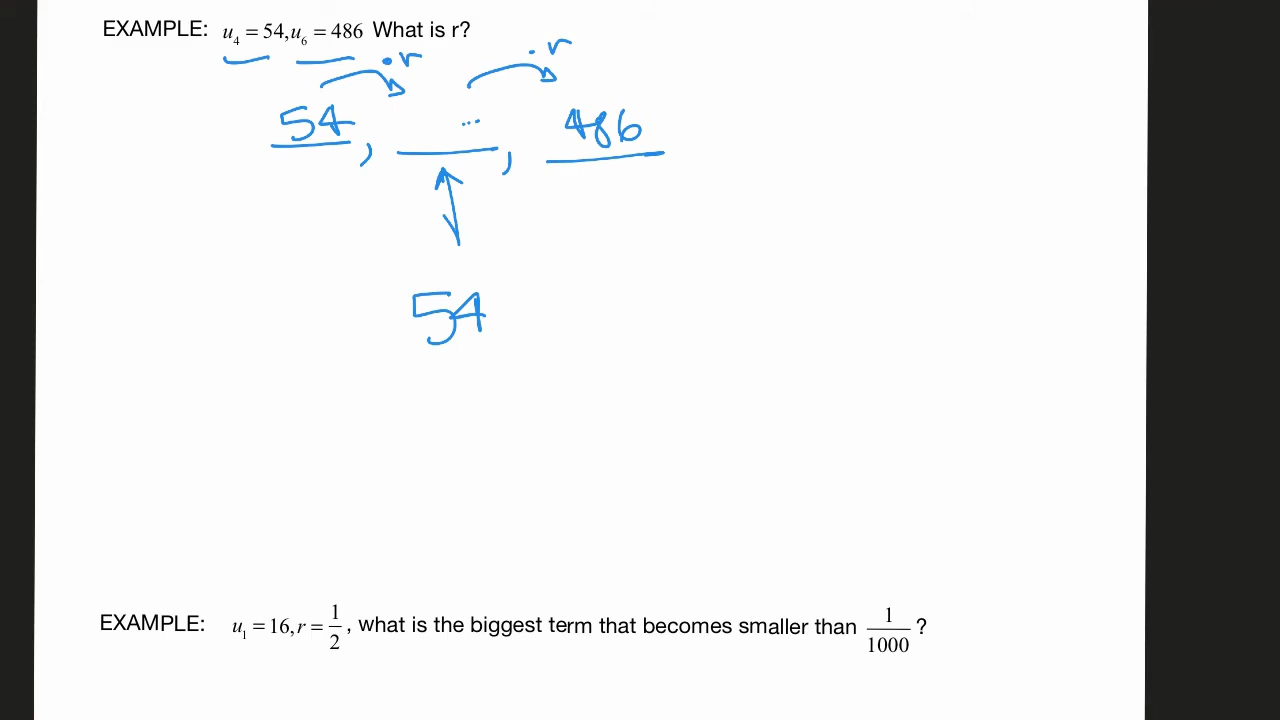 EXAMPLE: u₄ = 54, u₆ = 486 What is r?
·r ·r
54, ..., 486
54
EXAMPLE: u₁ = 16, r = 1/2, what is the biggest term that becomes smaller than 1/1000 ?